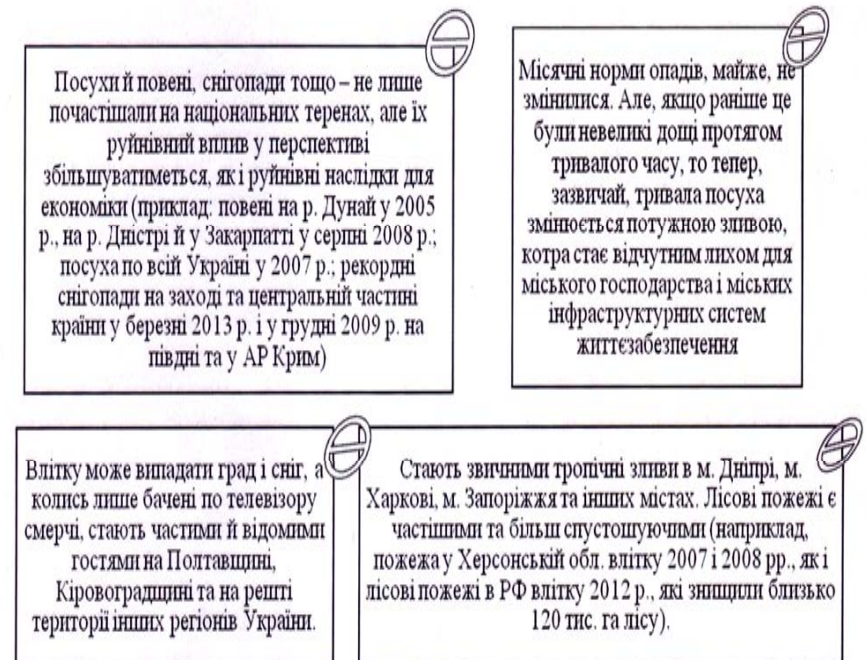 Посухи й повені, снігопади тощо – не лише
почастішали на національних теренах, але їх
руйнівний вплив у перспективі
збільшуватиметься, як і руйнівні наслідки для
економіки (приклад: повені на р. Дунай у 2005
р., на р. Дністрі й у Закарпатті у серпні 2008 р.;
посуха по всій Україні у 2007 р.; рекордні
снігопади на заході та центральній частині
країни у березні 2013 р. і у грудні 2009 р. на
півдні та у АР Крим)
Місячні норми опадів, майже, не
змінилися. Але, якщо раніше це
були невеликі дощі протягом
тривалого часу, то тепер,
зазвичай, тривала посуха
змінюється потужною зливою,
котра стає відчутним лихом для
міського господарства і міських
інфраструктурних систем
життєзабезпечення
Влітку може випадати град і сніг, а
колись лише бачені по телевізору
смерчі, стають частими й відомими
гостями на Полтавщині,
Кіровоградщині та на решті
території інших регіонів України.
Стають звичними тропічні зливи в м. Дніпрі, м.
Харкові, м. Запоріжжя та інших містах. Лісові пожежі є
частішими та більш спустошуючими (наприклад,
пожежа у Херсонській обл. влітку 2007 і 2008 рр., як і
лісові пожежі в РФ влітку 2012 р., які знищили близько
120 тис. га лісу).